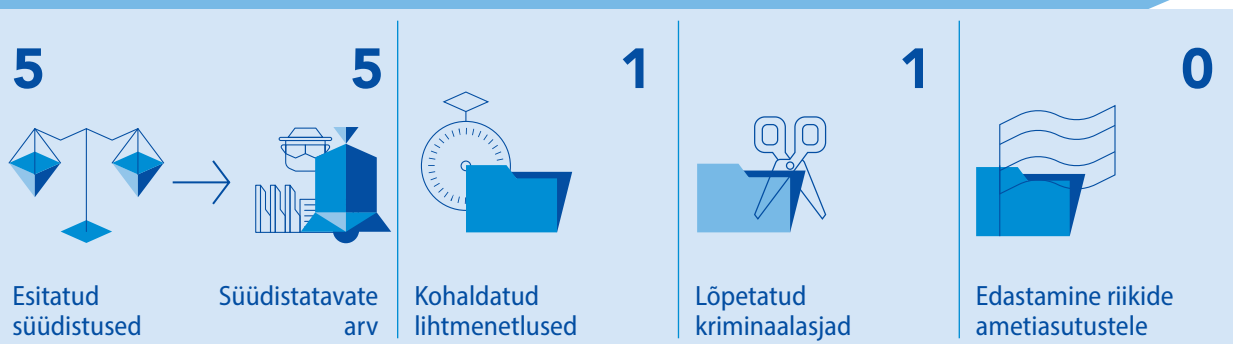 5
5
1
1
0
Esitatud
süüdistused
Süüdistatavate
arv
Kohaldatud
lihtmenetlused
Lõpetatud
kriminaalasjad
Edastamine riikide
ametiasutustele